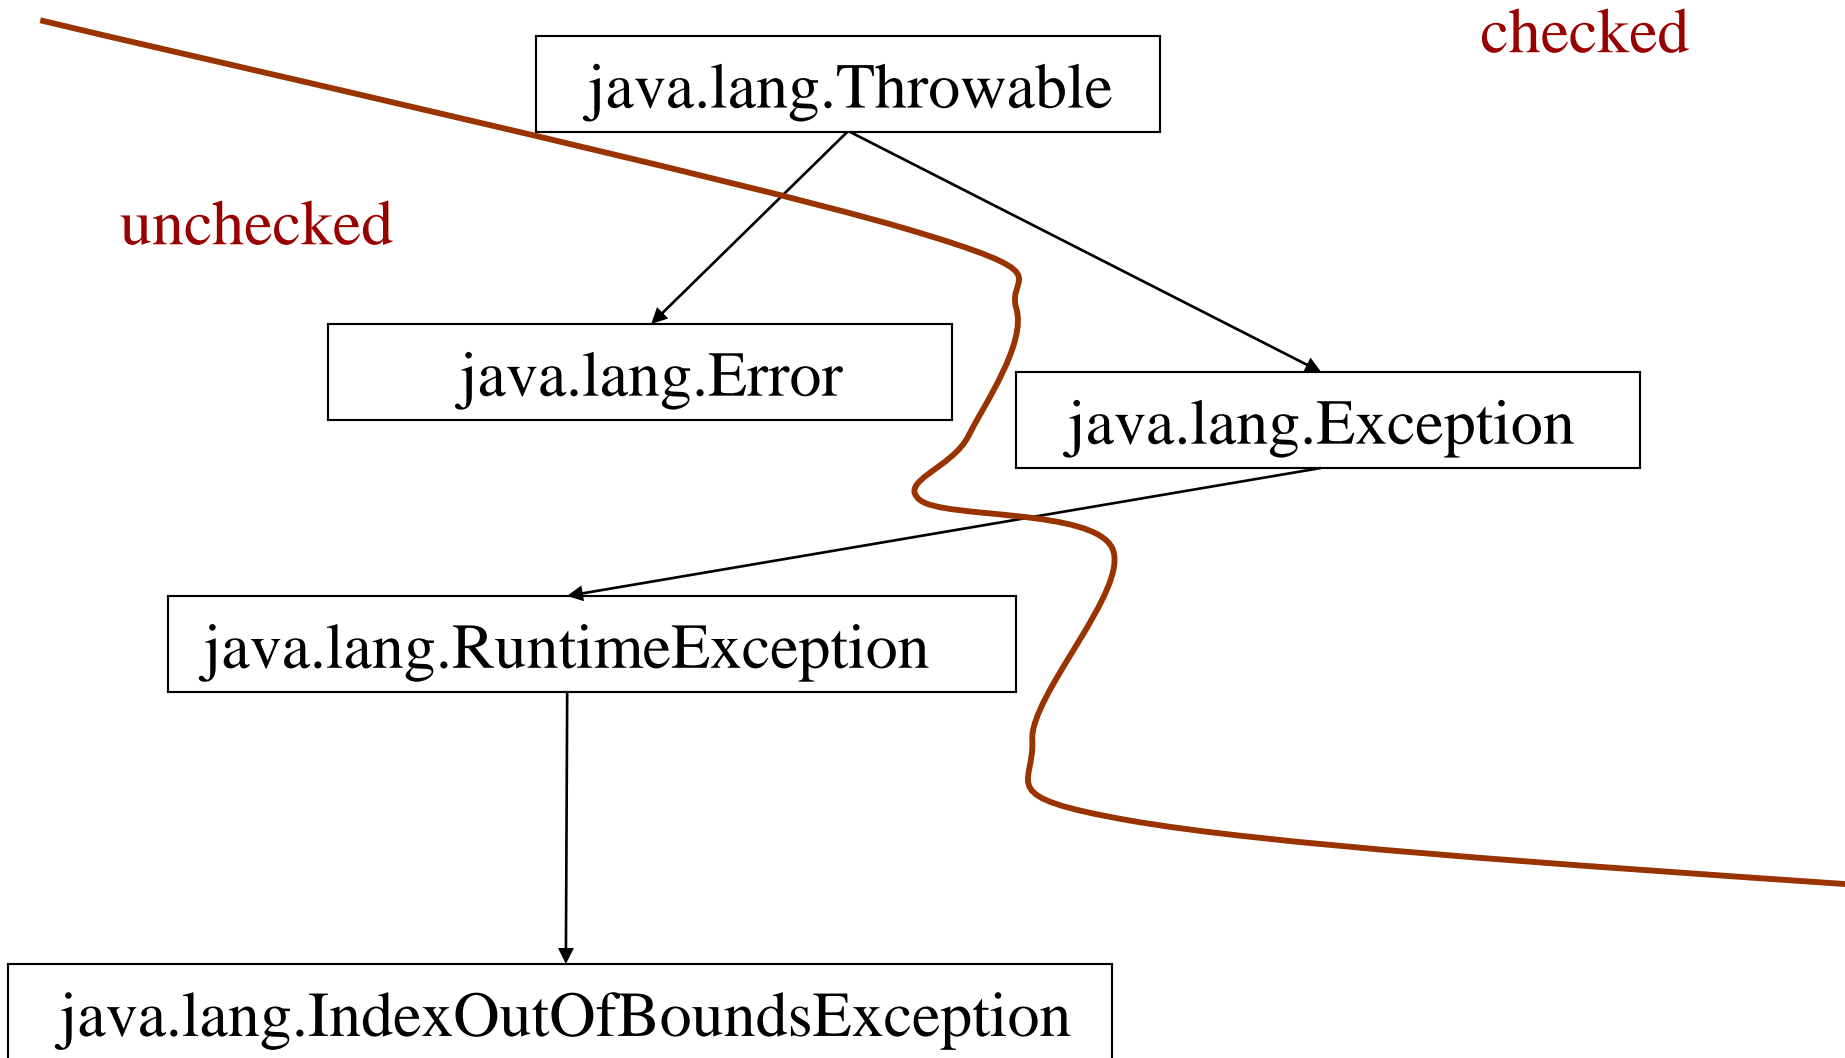 checked
java.lang.Throwable
unchecked
java.lang.Error
java.lang.Exception
java.lang.RuntimeException
java.lang.IndexOutOfBoundsException